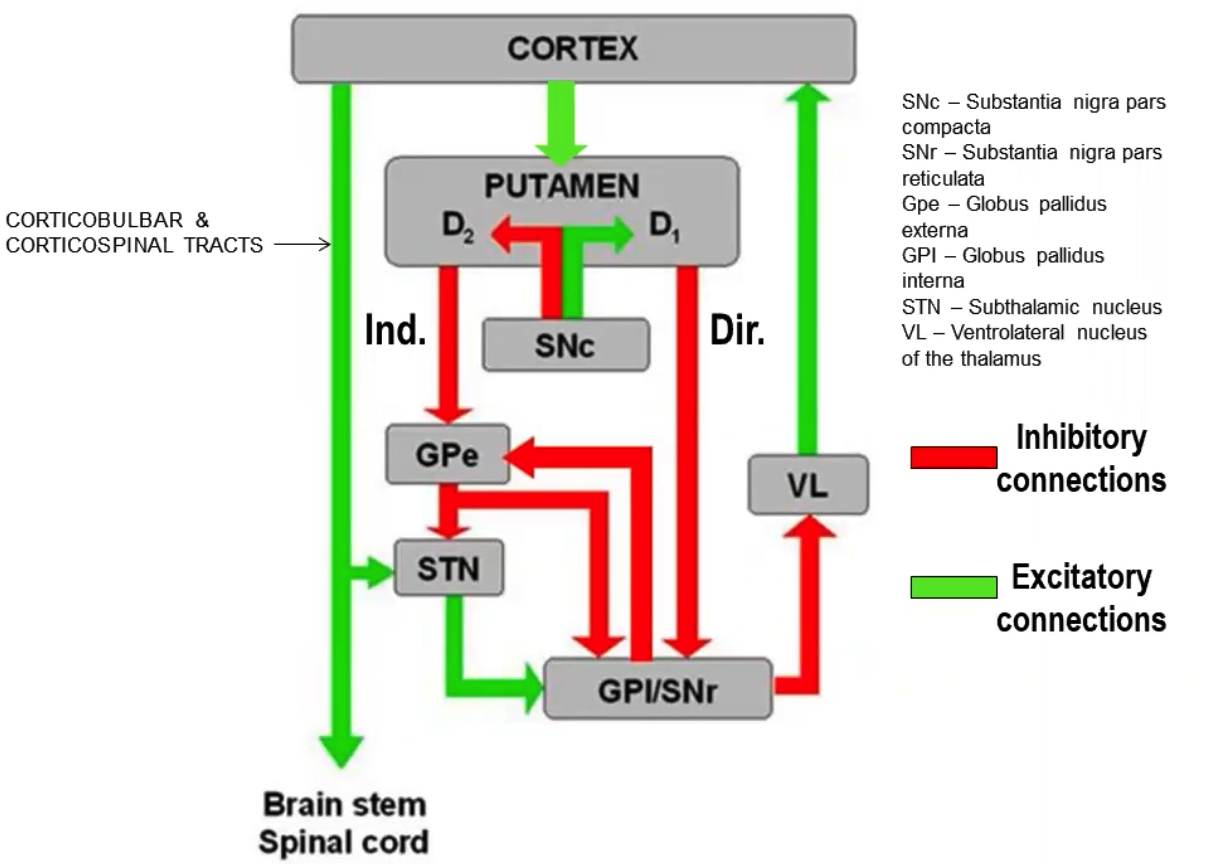 CORTEX
SNc – Substantia nigra pars
compacta
SNr – Substantia nigra pars
reticulata
Gpe – Globus pallidus
externa
GPI – Globus pallidus
interna
STN – Subthalamic nucleus
VL – Ventrolateral nucleus
of the thalamus
CORTICOBULBAR &
CORTICOSPINAL TRACTS
PUTAMEN
D2 D1
Ind.
SNc
Dir.
GPe
VL
STN
GPI/SNr
Inhibitory
connections
Excitatory
connections
Brain stem
Spinal cord